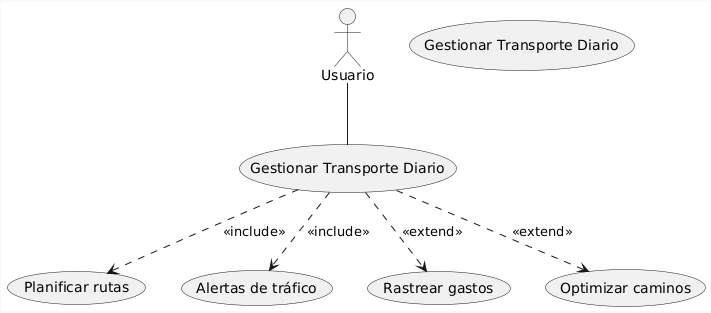 Gestionar Transporte Diario
Usuario
Gestionar Transporte Diario
«include»
«include»
«extend»
«extend»
Planificar rutas
Alertas de tráfico
Rastrear gastos
Optimizar caminos